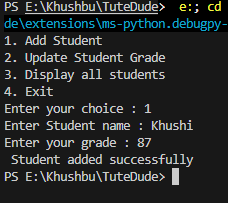 PS E:\Khushbu\TuteDude>  e:; cd
de\extensions\ms-python.debugpy-
1. Add Student
2. Update Student Grade
3. Display all students
4. Exit
Enter your choice : 1
Enter Student name : Khushi
Enter your grade : 87
 Student added successfully
PS E:\Khushbu\TuteDude>